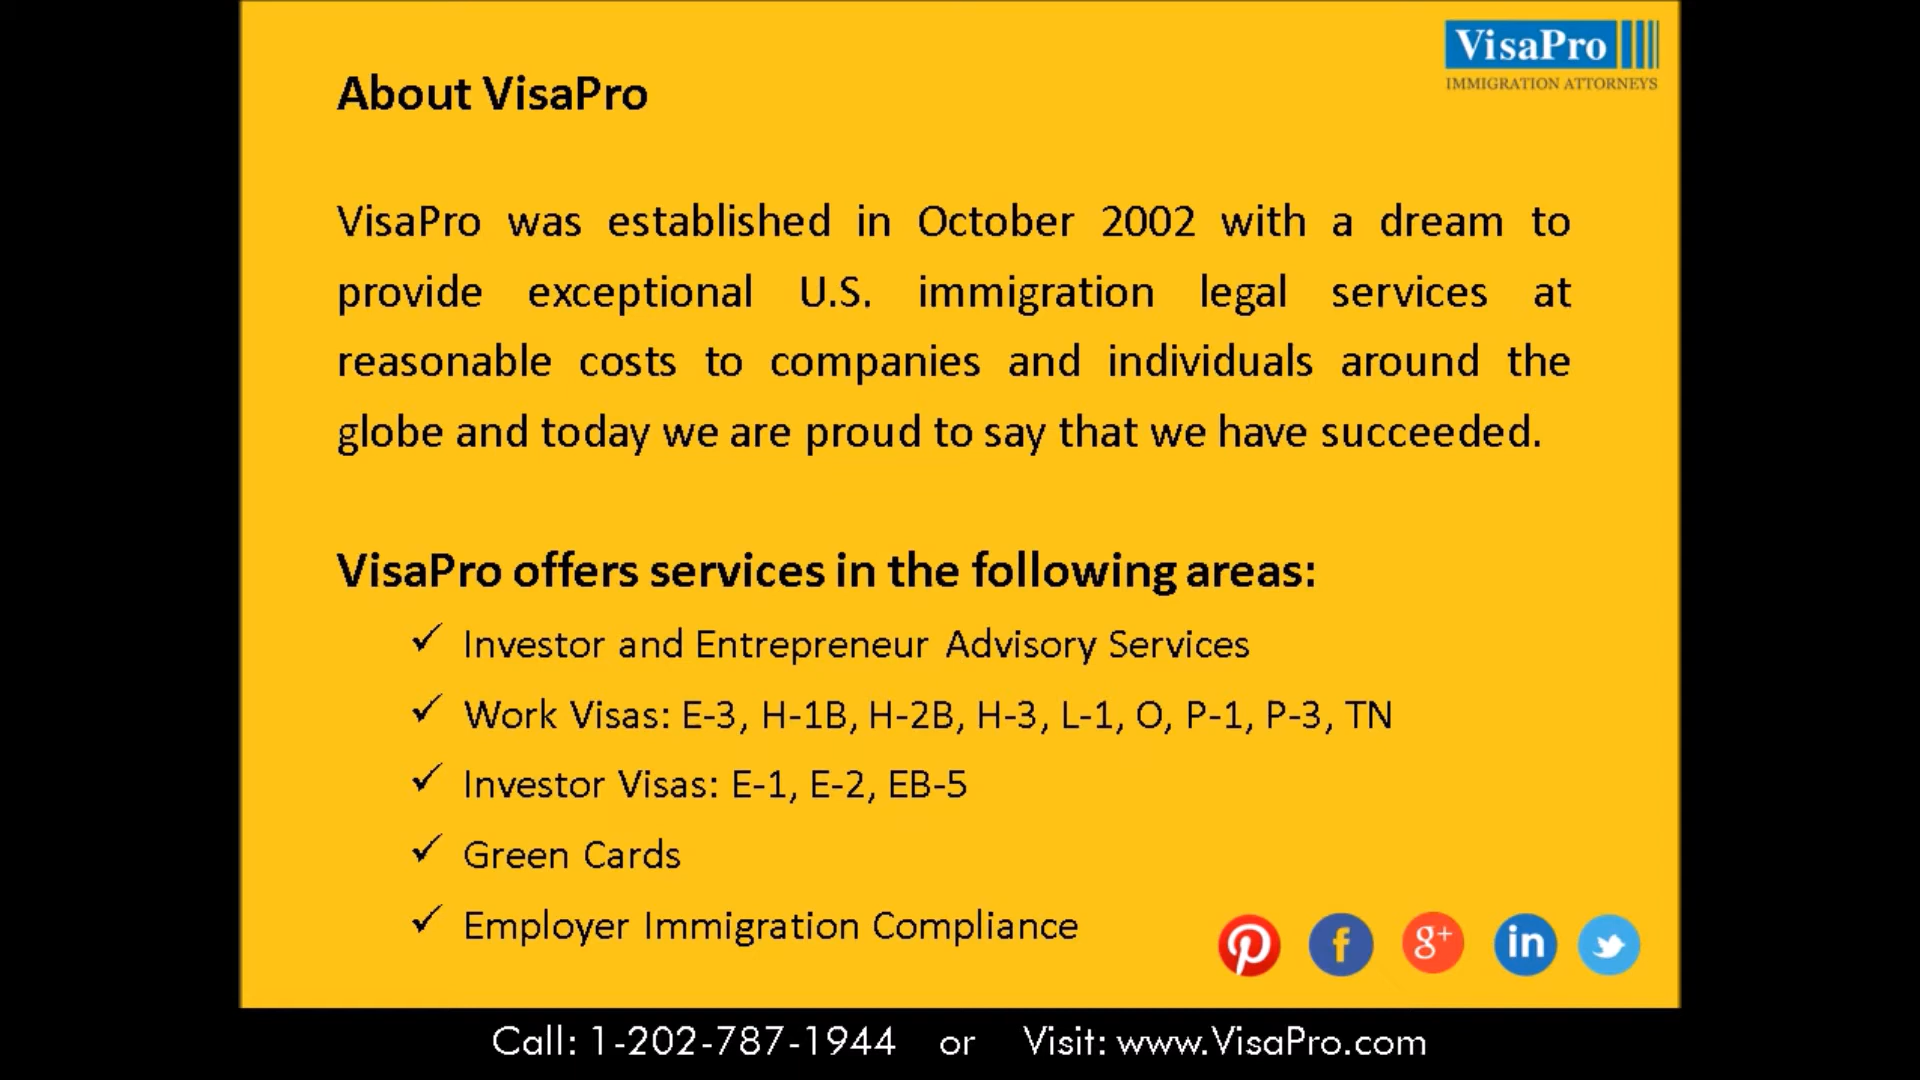 VisaPro
IMMIGRATION ATTORNEYS
About VisaPro
VisaPro was established in October 2002 with a dream to
provide exceptional U.S. immigration legal services at
reasonable costs to companies and individuals around the
globe and today we are proud to say that we have succeeded.
VisaPro offers services in the following areas:
✓ Investor and Entrepreneur Advisory Services
✓ Work Visas: E-3, H-1B, H-2B, H-3, L-1, O, P-1, P-3, TN
✓ Investor Visas: E-1, E-2, EB-5
✓ Green Cards
✓ Employer Immigration Compliance
f g+ in
Call: 1-202-787-1944 or Visit: www.VisaPro.com